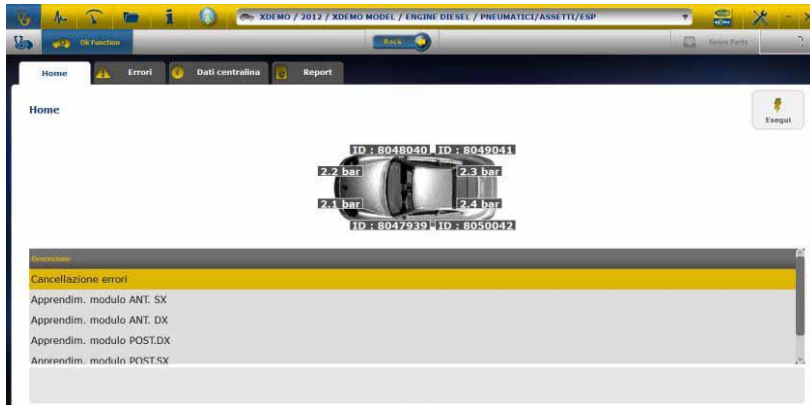 XDEMO / 2012 / XDEMO MODEL / ENGINE DIESEL / PNEUMATICI/ASSETTI/ESP
Ok Function
Back
Spare Parts
Home
Errori
Dati centralina
Report
Home
Esegui
ID : 8048040
ID : 8049041
2.2 bar
2.3 bar
2.1 bar
2.4 bar
ID : 8047939
ID : 8050042
Descrizione
Cancellazione errori
Apprendim. modulo ANT. SX
Apprendim. modulo ANT. DX
Apprendim. modulo POST.DX
Apprendim. modulo POST.SX